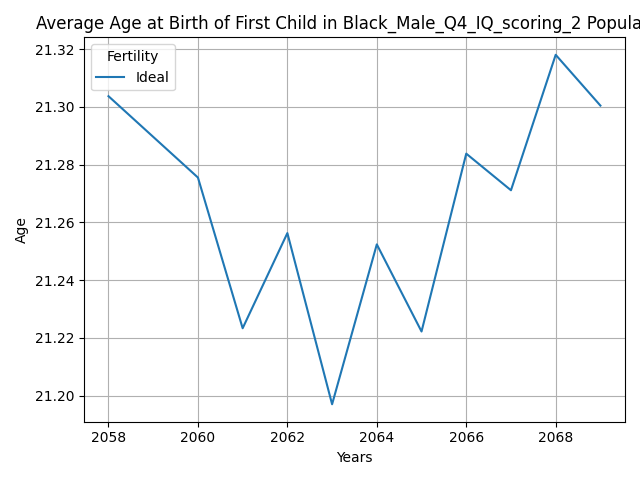 Average Age at Birth of First Child in Black_Male_Q4_IQ_scoring_2 Popula
Fertility
Ideal
21.32
21.30
21.28
21.26
21.24
21.22
21.20
Age
2058 2060 2062 2064 2066 2068
Years